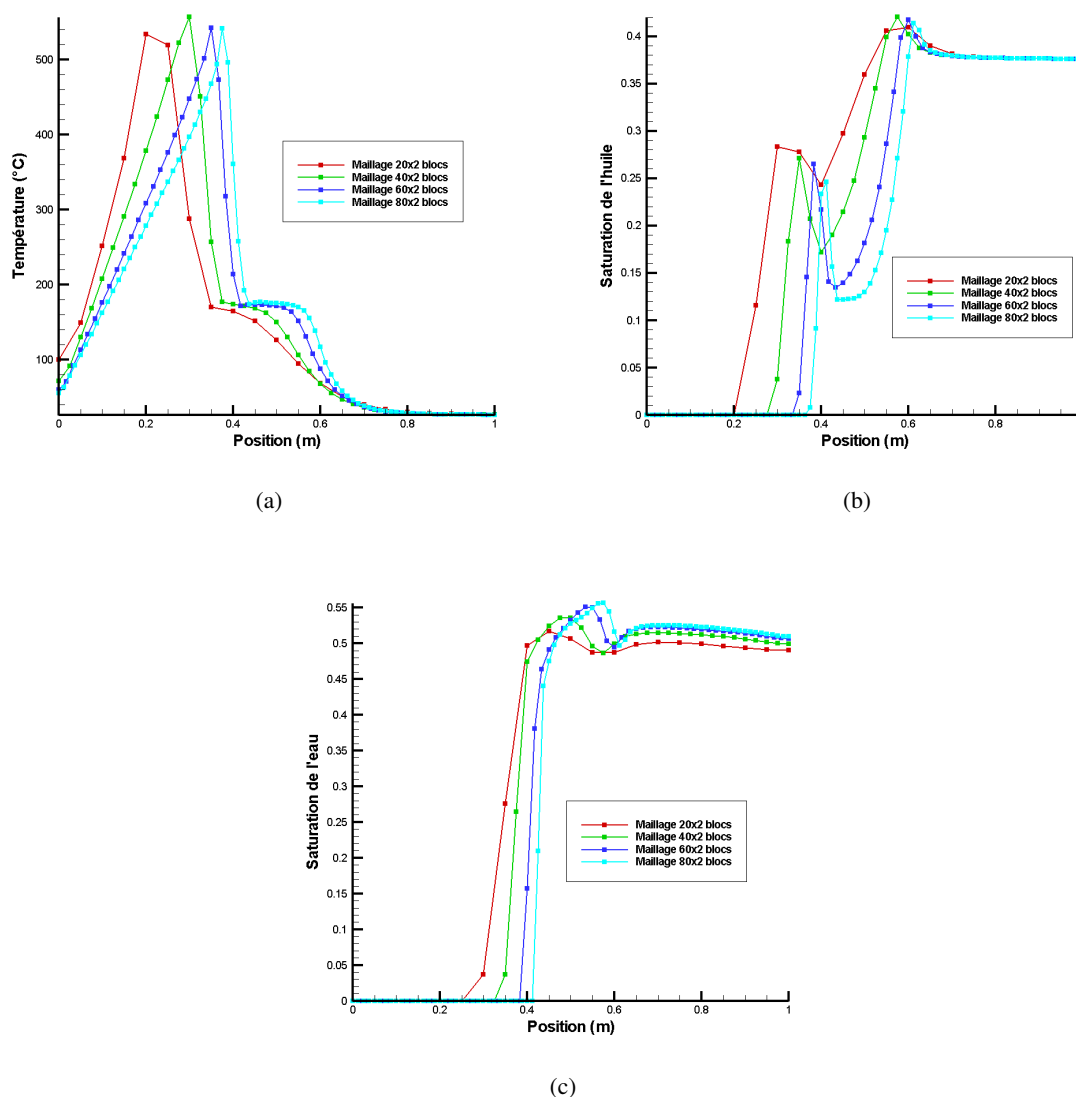 500
400
300
200
100
0
0.2
0.4
0.6
0.8
1
Température (°C)
Position (m)
Maillage 20x2 blocs
Maillage 40x2 blocs
Maillage 60x2 blocs
Maillage 80x2 blocs
(a)
0.4
0.35
0.3
0.25
0.2
0.15
0.1
0.05
0
0
0.2
0.4
0.6
0.8
Saturation de l'huile
Position (m)
Maillage 20x2 blocs
Maillage 40x2 blocs
Maillage 60x2 blocs
Maillage 80x2 blocs
(b)
0.55
0.5
0.45
0.4
0.35
0.3
0.25
0.2
0.15
0.1
0.05
0
0
0.2
0.4
0.6
0.8
1
Saturation de l'eau
Position (m)
Maillage 20x2 blocs
Maillage 40x2 blocs
Maillage 60x2 blocs
Maillage 80x2 blocs
(c)